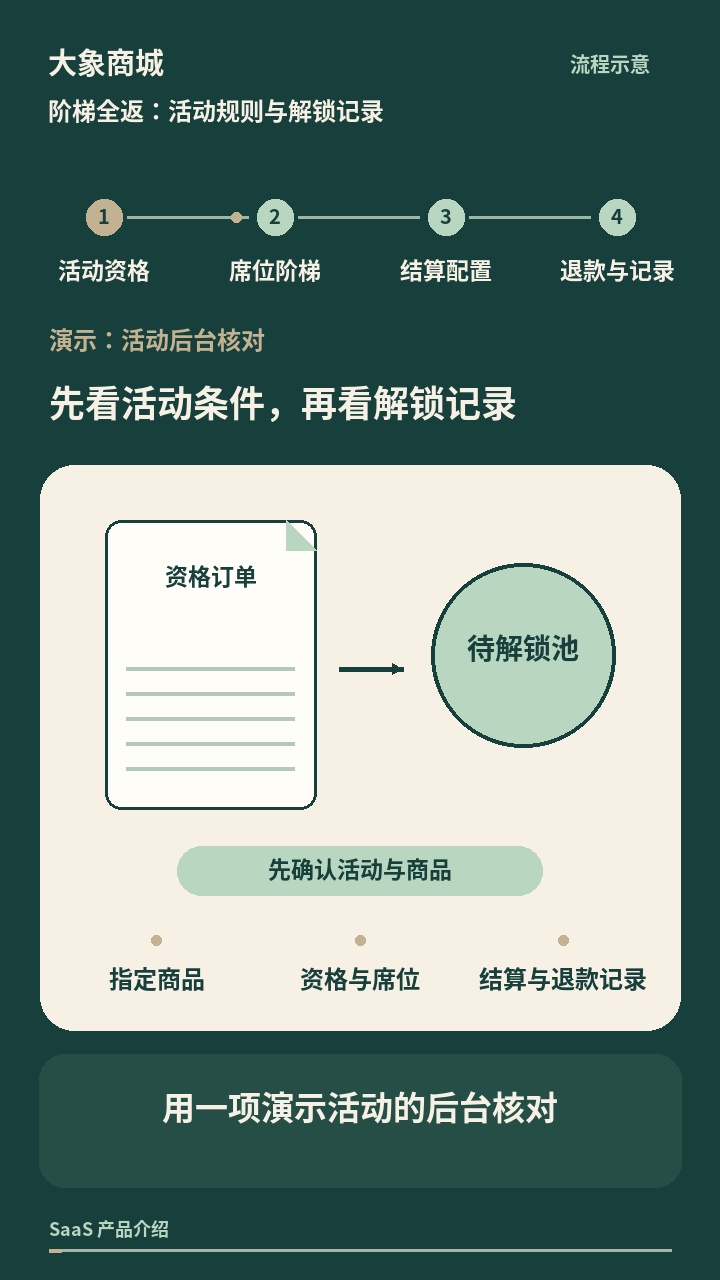 大象商城
流程示意
阶梯全返：活动规则与解锁记录
1
2
3
4
活动资格
席位阶梯
结算配置
退款与记录
演示：活动后台核对
先看活动条件，再看解锁记录
资格订单
待解锁池
先确认活动与商品
指定商品
资格与席位
结算与退款记录
用一项演示活动的后台核对
SaaS 产品介绍